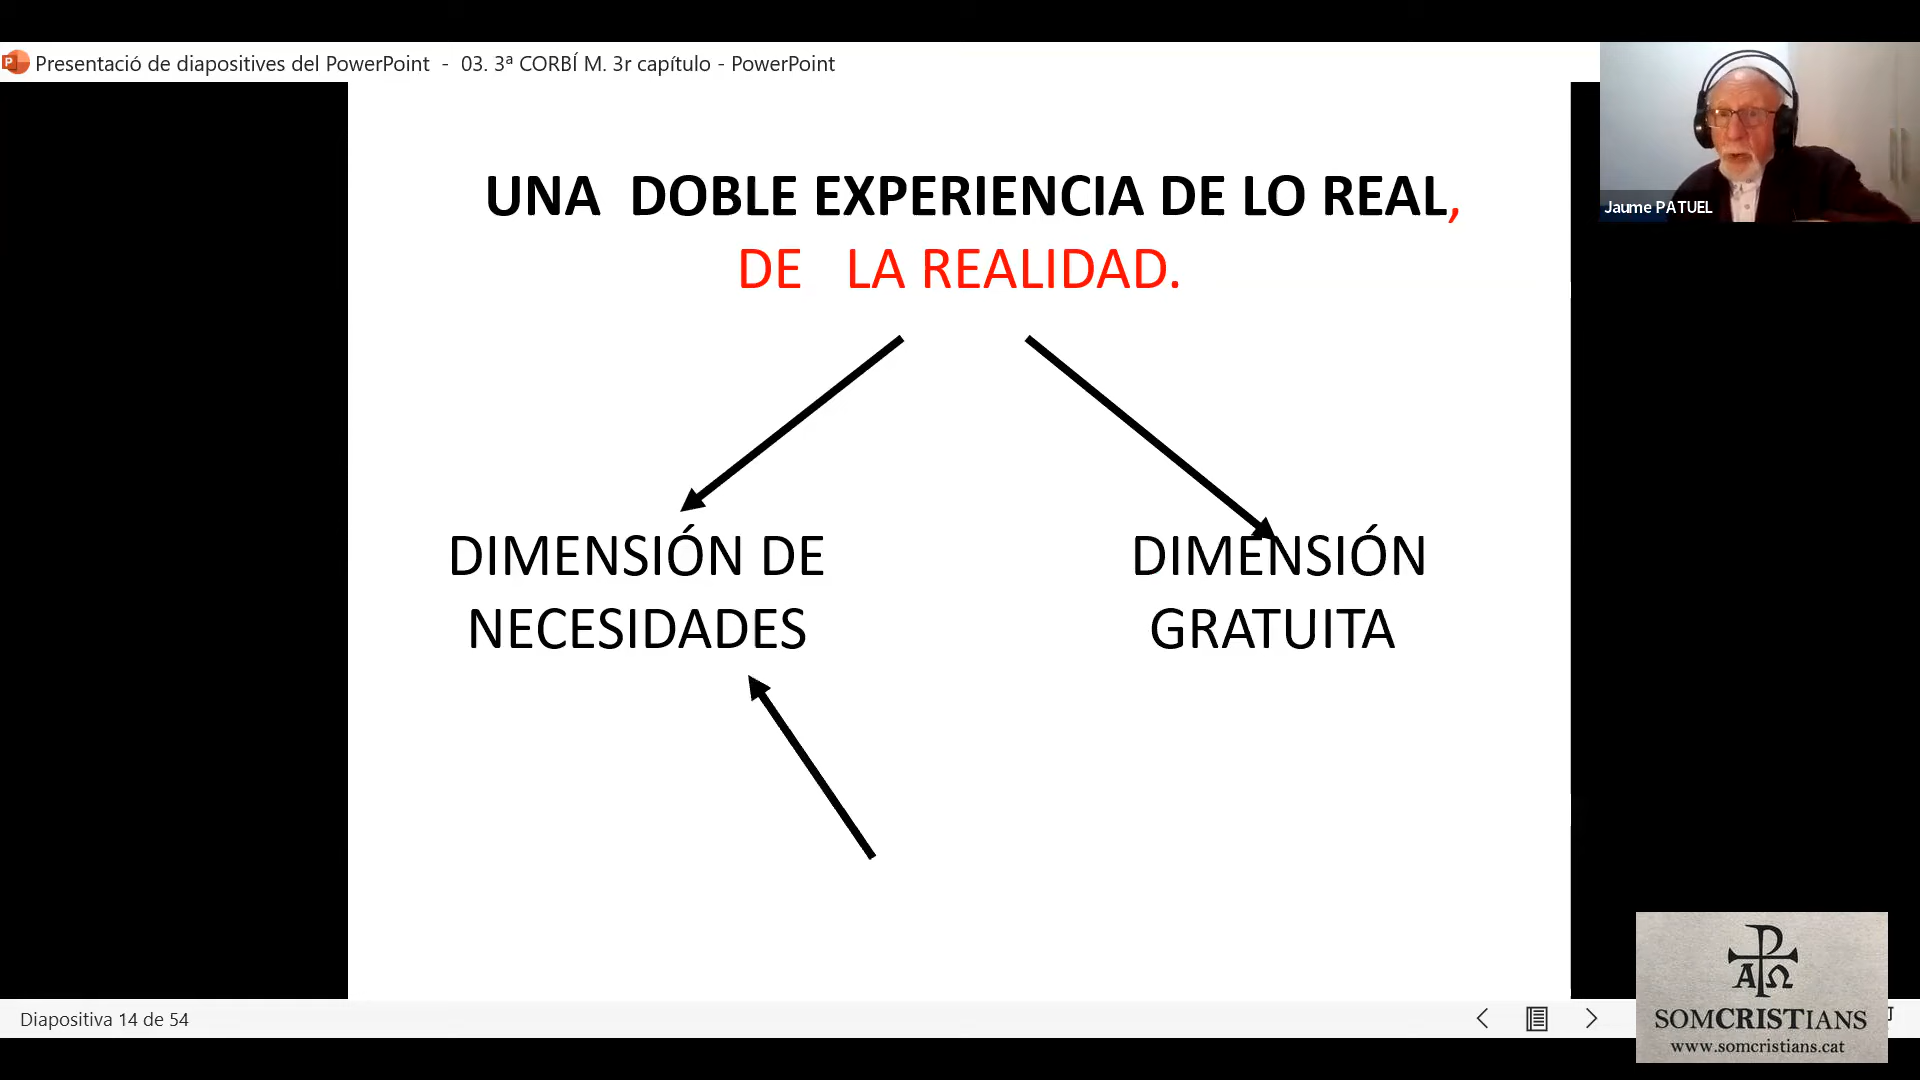 Presentació de diapositives del PowerPoint - 03. 3ª CORBÍ M. 3r capítulo - PowerPoint
Jaume PATUEL
UNA DOBLE EXPERIENCIA DE LO REAL,
DE LA REALIDAD.
DIMENSIÓN DE
NECESIDADES
DIMENSIÓN
GRATUITA
Diapositiva 14 de 54
SOMCRISTIANS
www.somcristians.cat